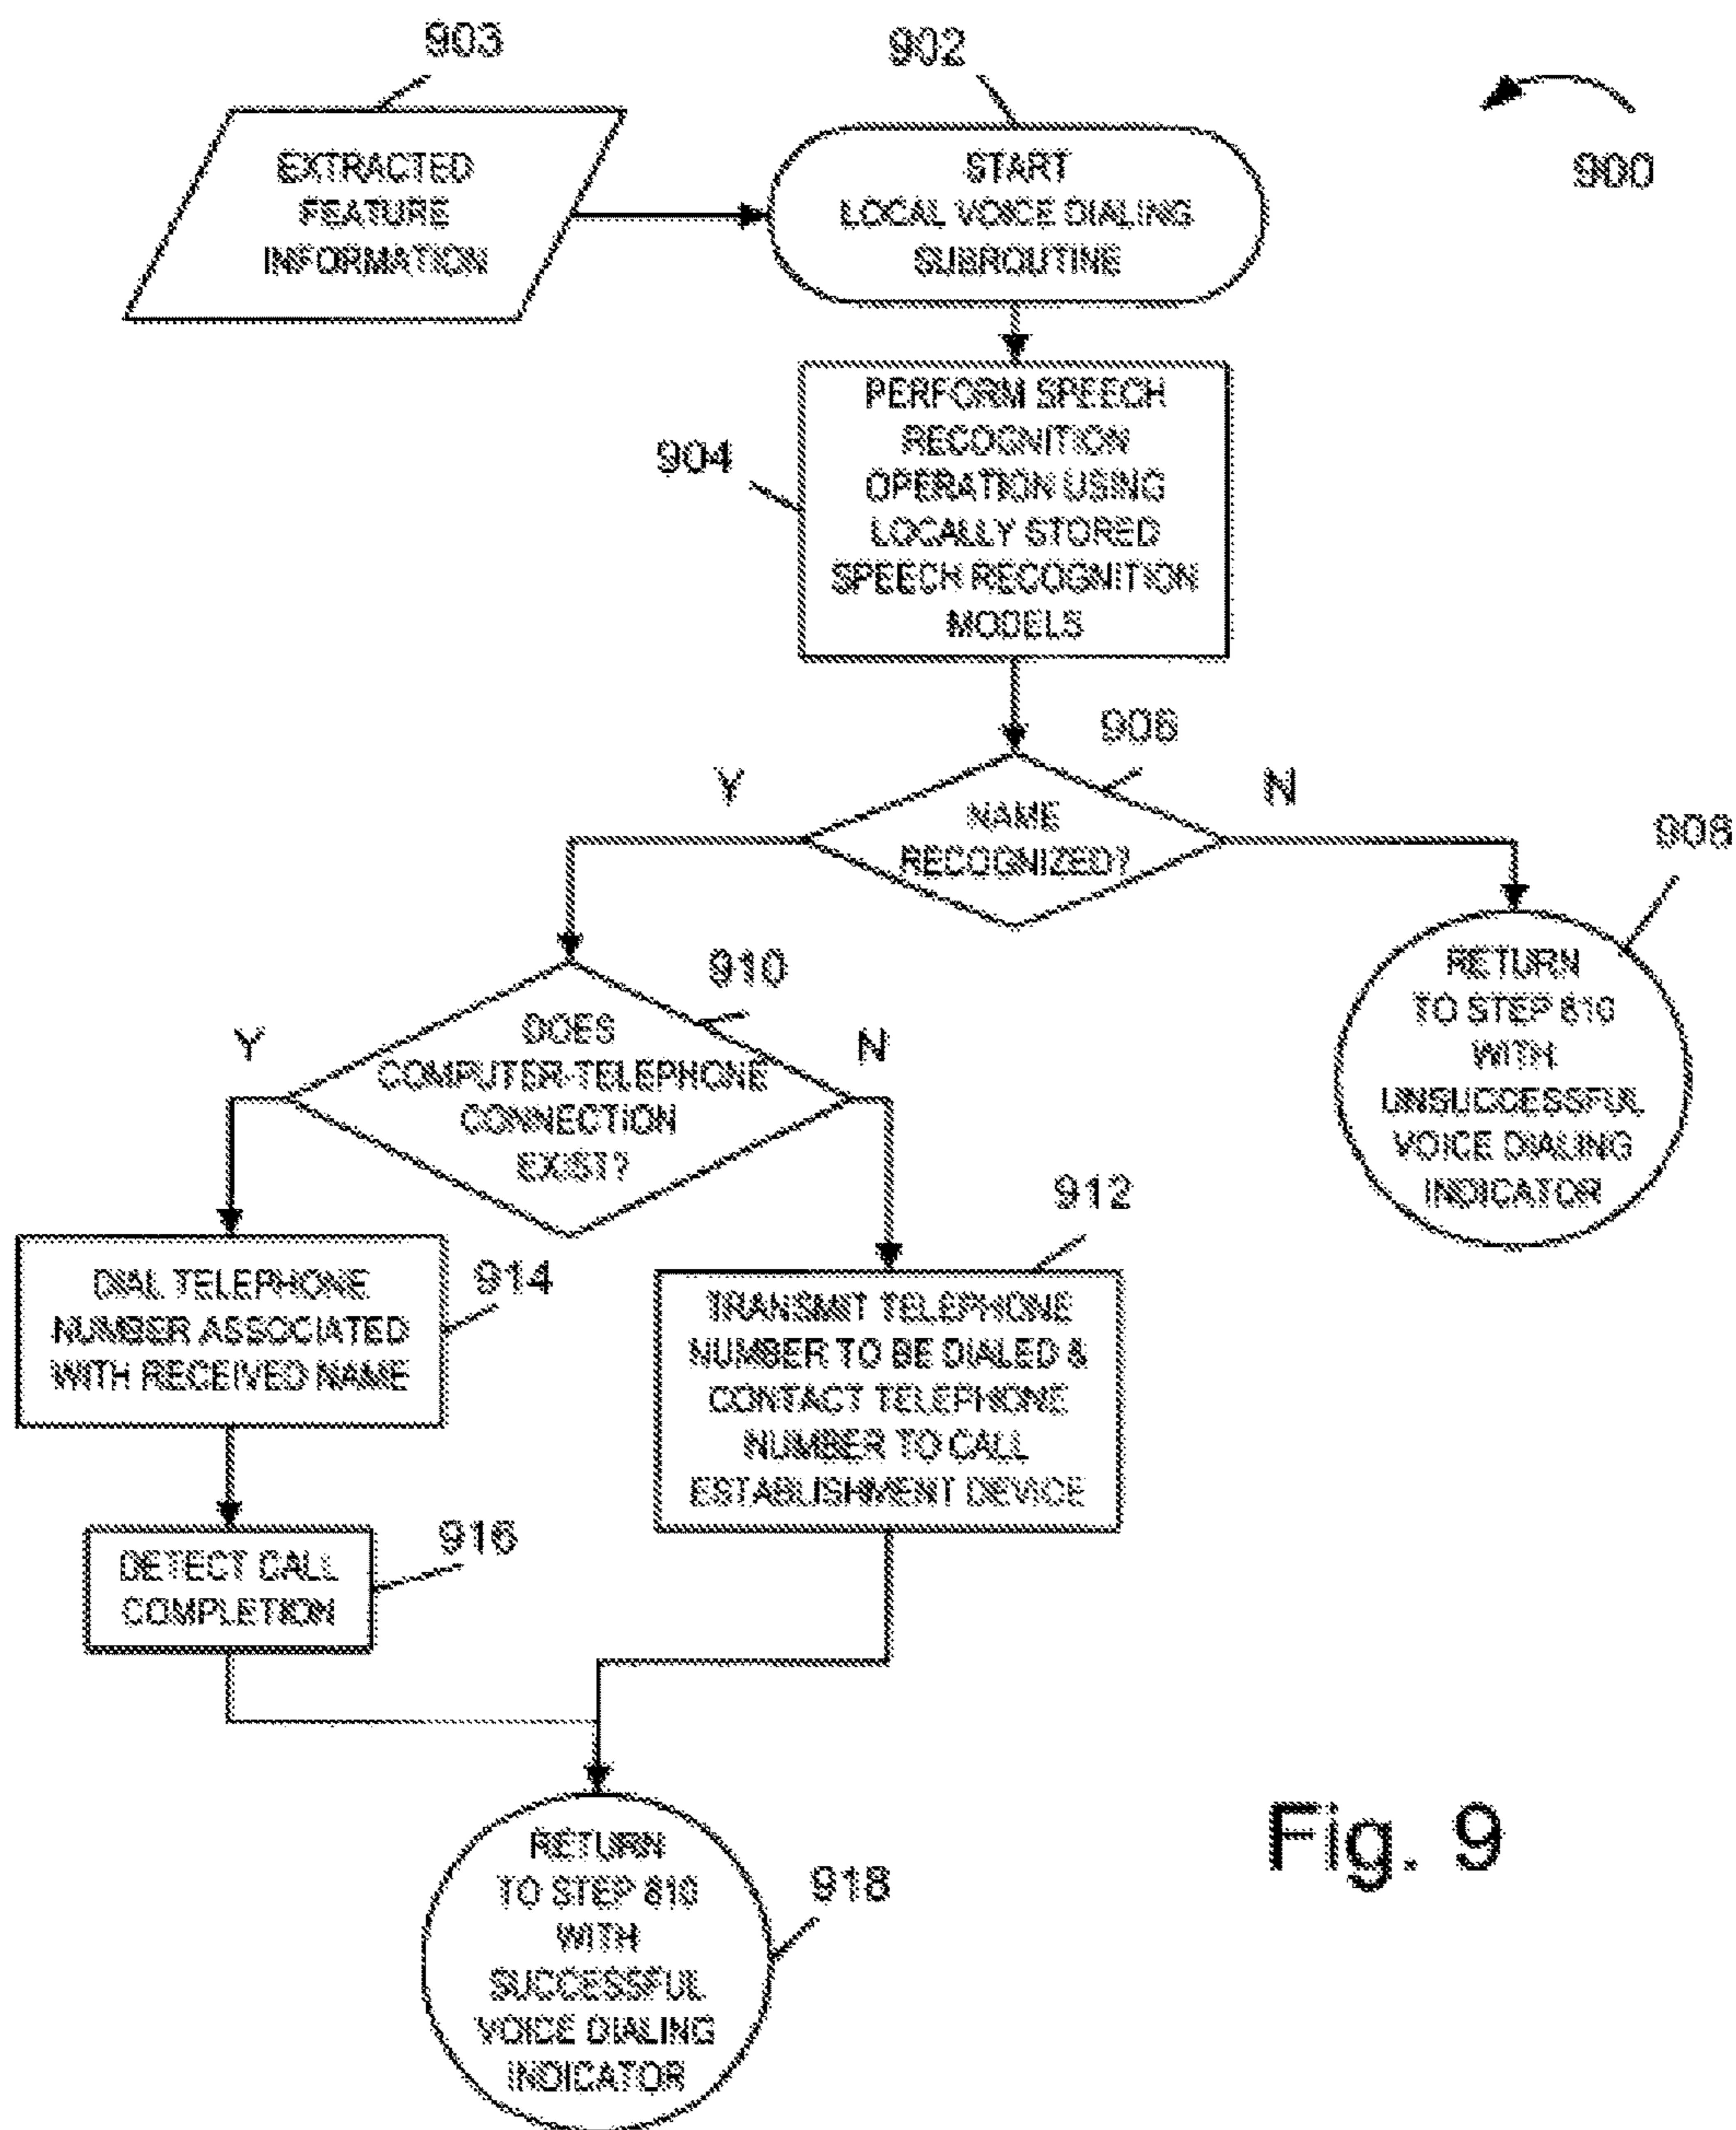 903
902
900
EXTRACTED
FEATURE
INFORMATION
START
LOCAL VOICE DIALING
SUBROUTINE
904
PERFORM SPEECH
RECOGNITION
OPERATION USING
LOCALLY STORED
SPEECH RECOGNITION
MODELS
906
Y
N
NAME
RECOGNIZED?
908
RETURN
TO STEP 810
WITH
UNSUCCESSFUL
VOICE DIALING
INDICATOR
910
Y
N
DOES
COMPUTER-TELEPHONE
CONNECTION
EXIST?
914
DIAL TELEPHONE
NUMBER ASSOCIATED
WITH RECEIVED NAME
912
TRANSMIT TELEPHONE
NUMBER TO BE DIALED &
CONTACT TELEPHONE
NUMBER TO CALL
ESTABLISHMENT DEVICE
916
DETECT CALL
COMPLETION
918
RETURN
TO STEP 810
WITH
SUCCESSFUL
VOICE DIALING
INDICATOR
Fig. 9